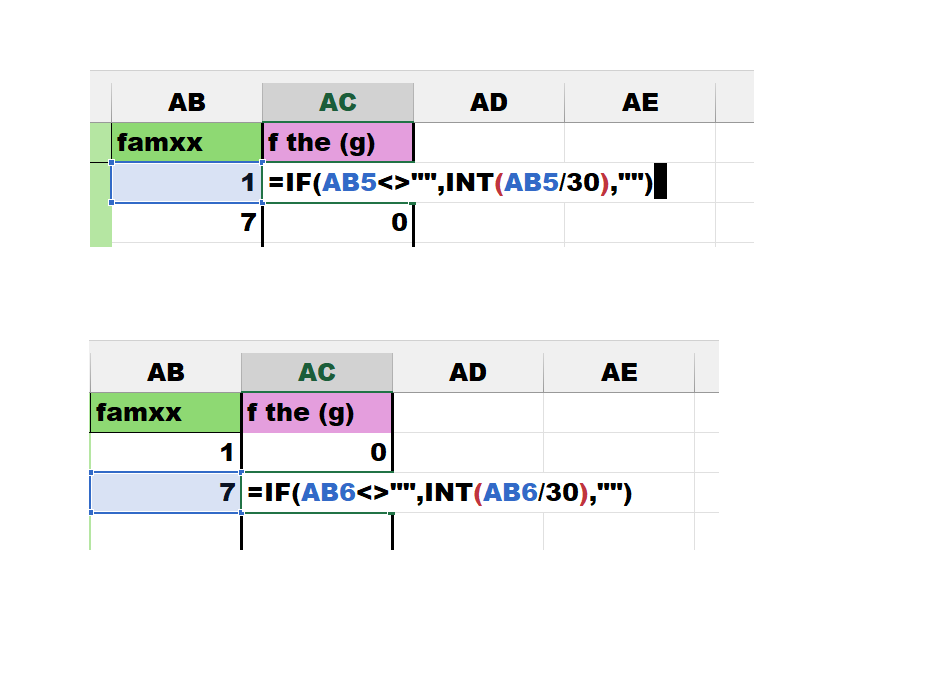 AB AC AD AE
famxx f the (g)
1 =IF(AB5<>"",INT(AB5/30),"")
7 0
AB AC AD AE
famxx f the (g)
1 0
7 =IF(AB6<>"",INT(AB6/30),"")